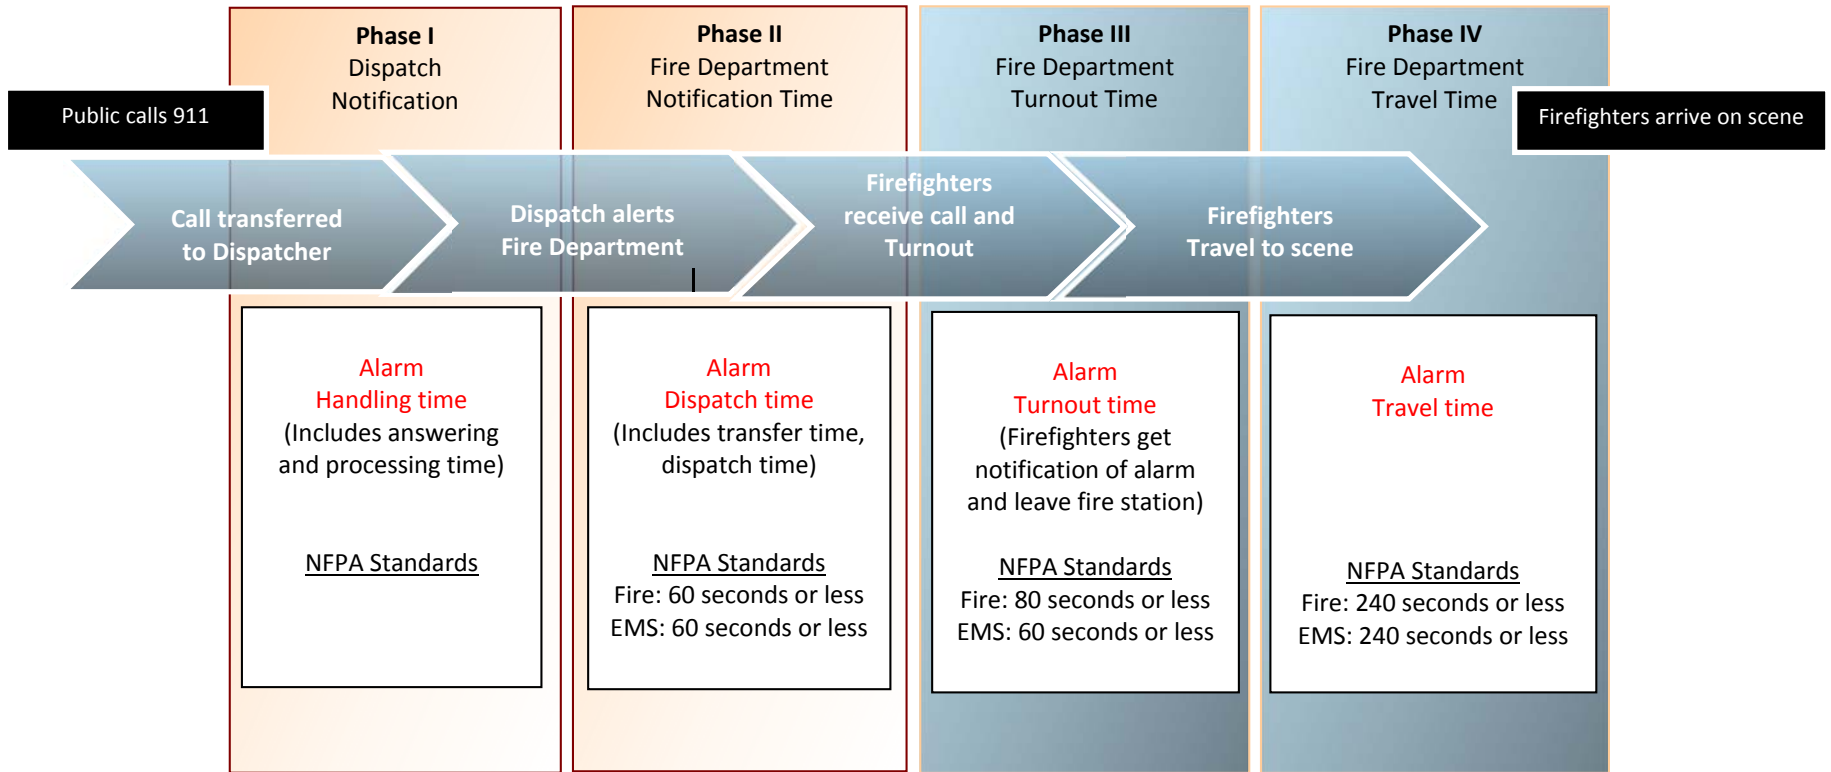 Public calls 911
Phase I
Dispatch
Notification
Phase II
Fire Department
Notification Time
Phase III
Fire Department
Turnout Time
Phase IV
Fire Department
Travel Time
Firefighters arrive on scene
Call transferred
to Dispatcher
Dispatch alerts
Fire Department
Firefighters
receive call and
Turnout
Firefighters
Travel to scene
Alarm
Handling time
(Includes answering
and processing time)
NFPA Standards
Alarm
Dispatch time
(Includes transfer time,
dispatch time)
NFPA Standards
Fire: 60 seconds or less
EMS: 60 seconds or less
Alarm
Turnout time
(Firefighters get
notification of alarm
and leave fire station)
NFPA Standards
Fire: 80 seconds or less
EMS: 60 seconds or less
Alarm
Travel time
NFPA Standards
Fire: 240 seconds or less
EMS: 240 seconds or less